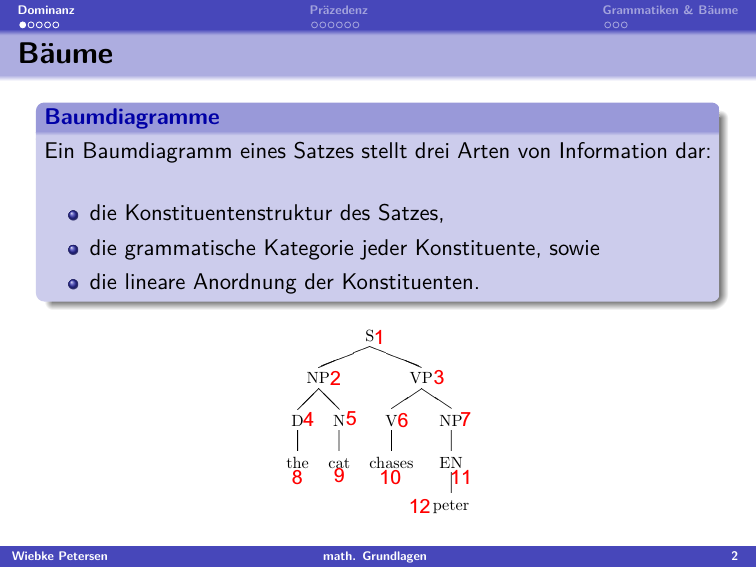 Dominanz Präzedenz Grammatiken & Bäume
Bäume
Baumdiagramme
Ein Baumdiagramm eines Satzes stellt drei Arten von Information dar:
die Konstituentenstruktur des Satzes,
die grammatische Kategorie jeder Konstituente, sowie
die lineare Anordnung der Konstituenten.
S1
NP2 VP3
D4 N5 V6 NP7
the cat chases EN
8 9 10 11
12 peter
Wiebke Petersen math. Grundlagen 2